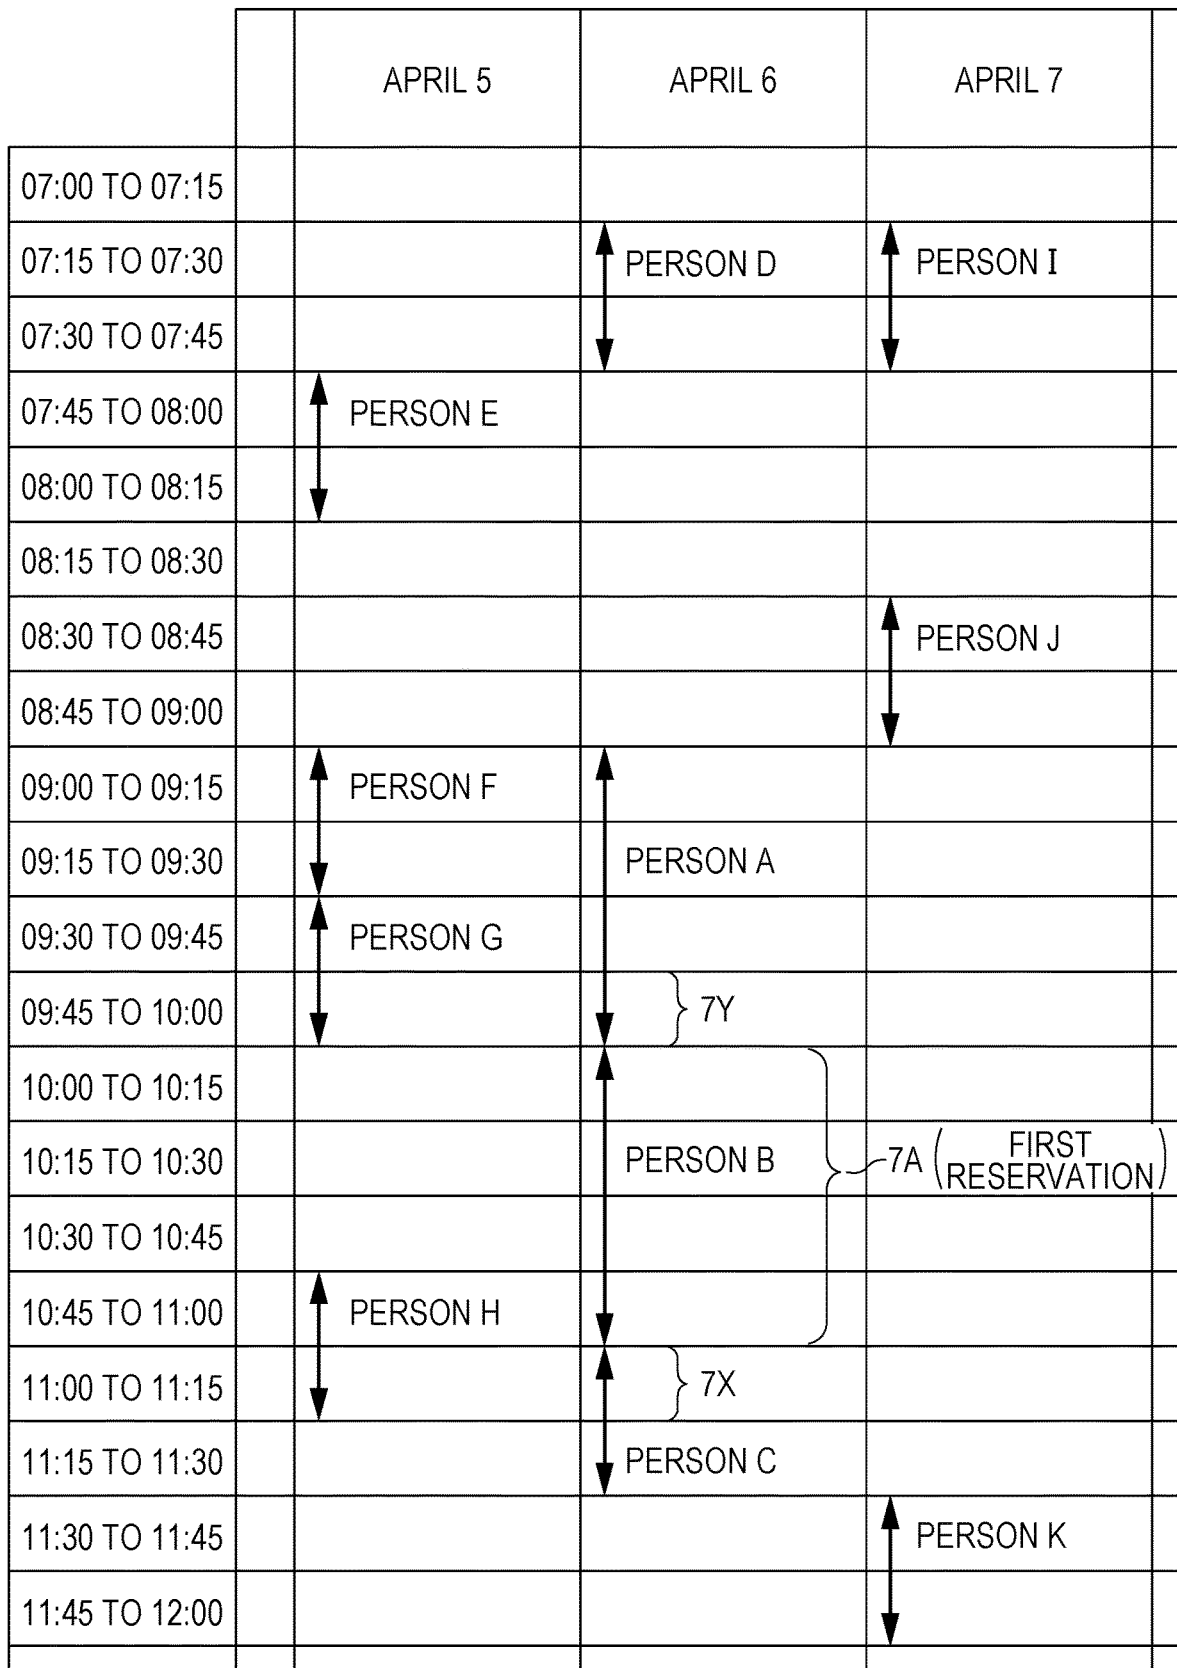 APRIL 5 APRIL 6 APRIL 7
07:00 TO 07:15
07:15 TO 07:30 PERSON D PERSON I
07:30 TO 07:45
07:45 TO 08:00 PERSON E
08:00 TO 08:15
08:15 TO 08:30
08:30 TO 08:45 PERSON J
08:45 TO 09:00
09:00 TO 09:15 PERSON F
09:15 TO 09:30 PERSON A
09:30 TO 09:45 PERSON G
09:45 TO 10:00 7Y
10:00 TO 10:15
10:15 TO 10:30 PERSON B 7A (FIRST
RESERVATION)
10:30 TO 10:45
10:45 TO 11:00 PERSON H
11:00 TO 11:15 7X
11:15 TO 11:30 PERSON C
11:30 TO 11:45 PERSON K
11:45 TO 12:00